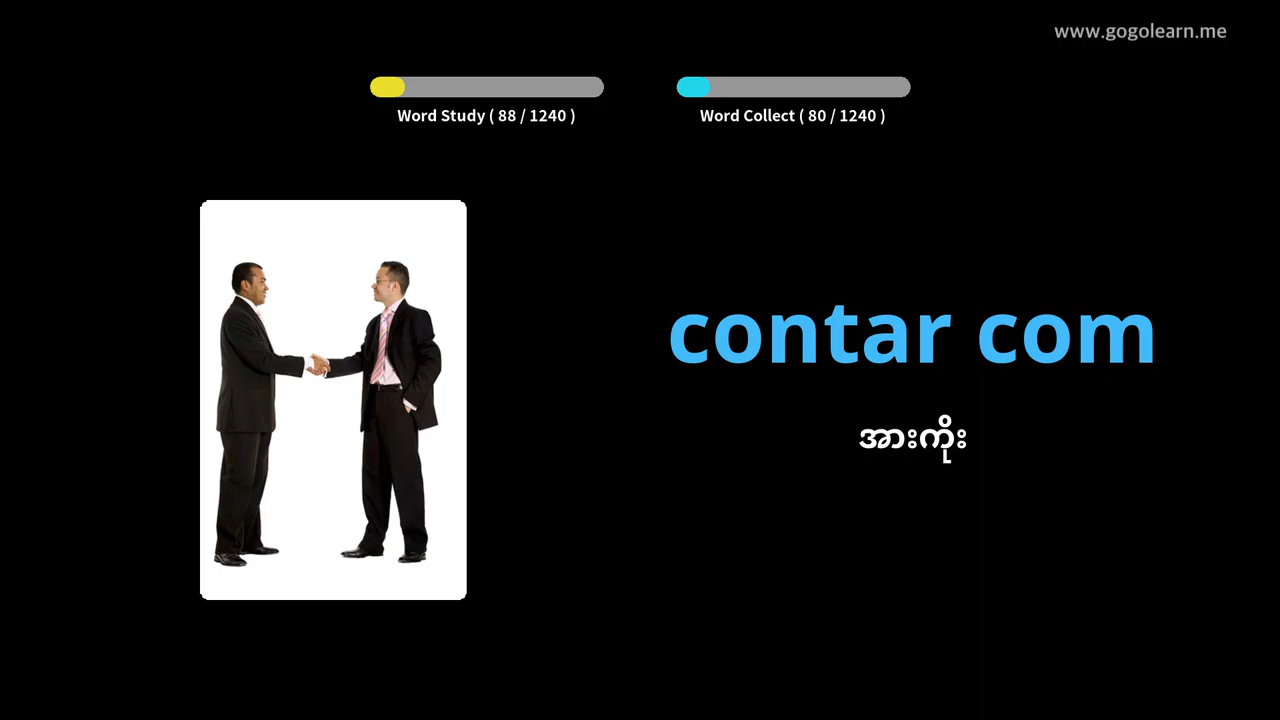 www.gogolearn.me
Word Study ( 88 / 1240 )
Word Collect ( 80 / 1240 )
contar com
အားကိုး